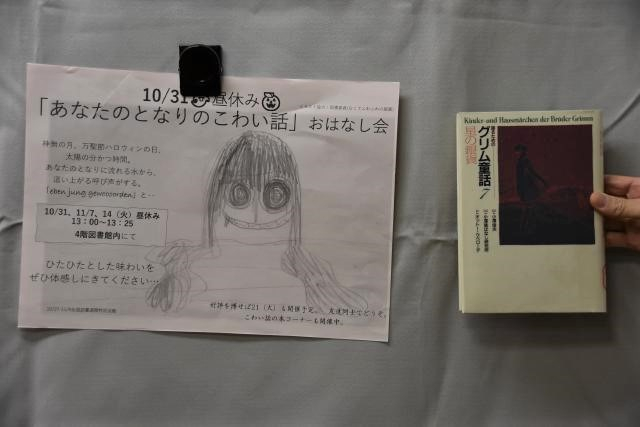 10/31 昼休み
「あなたのとなりのこわい話」おはなし会
神無の月。万聖節ハロウィンの日、
太陽の分かつ時間。
あなたのとなりに流れる水から、
這い上がる呼び声がする。
「eben jung gewooorden」と…
10/31、11/7、14（火）昼休み
13：00～13：25
4階図書館内にて
ひたひたとした味わいを
ぜひ体感しにきてください…
好評を博せば21（火）も開催予定。 友達同士でどうぞ。
こわい話の本コーナーも開催中。
Kinder- und Hausmärchen der Brüder Grimm
グリム童話7
星の銀貨